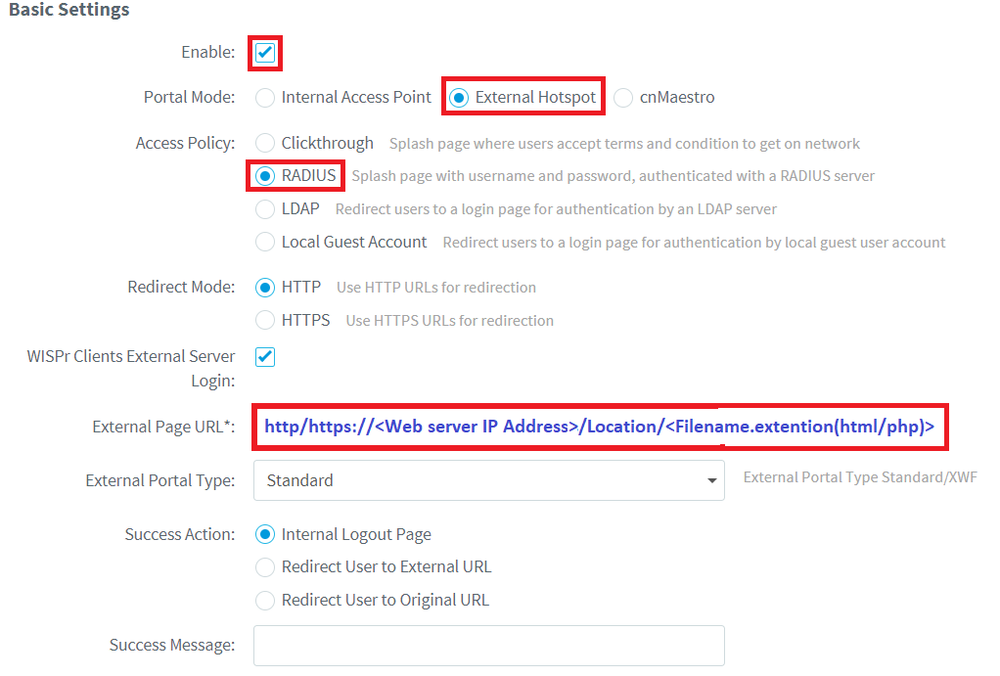 Basic Settings
Enable:
Portal Mode: Internal Access Point External Hotspot cnMaestro
Access Policy: Clickthrough Splash page where users accept terms and condition to get on network
RADIUS Splash page with username and password, authenticated with a RADIUS server
LDAP Redirect users to a login page for authentication by an LDAP server
Local Guest Account Redirect users to a login page for authentication by local guest user account
Redirect Mode: HTTP Use HTTP URLs for redirection
HTTPS Use HTTPS URLs for redirection
WISPr Clients External Server
Login:
External Page URL*: http/https://<Web server IP Address>/Location/<Filename.extention(html/php)>
External Portal Type: Standard External Portal Type Standard/XWF
Success Action: Internal Logout Page
Redirect User to External URL
Redirect User to Original URL
Success Message: